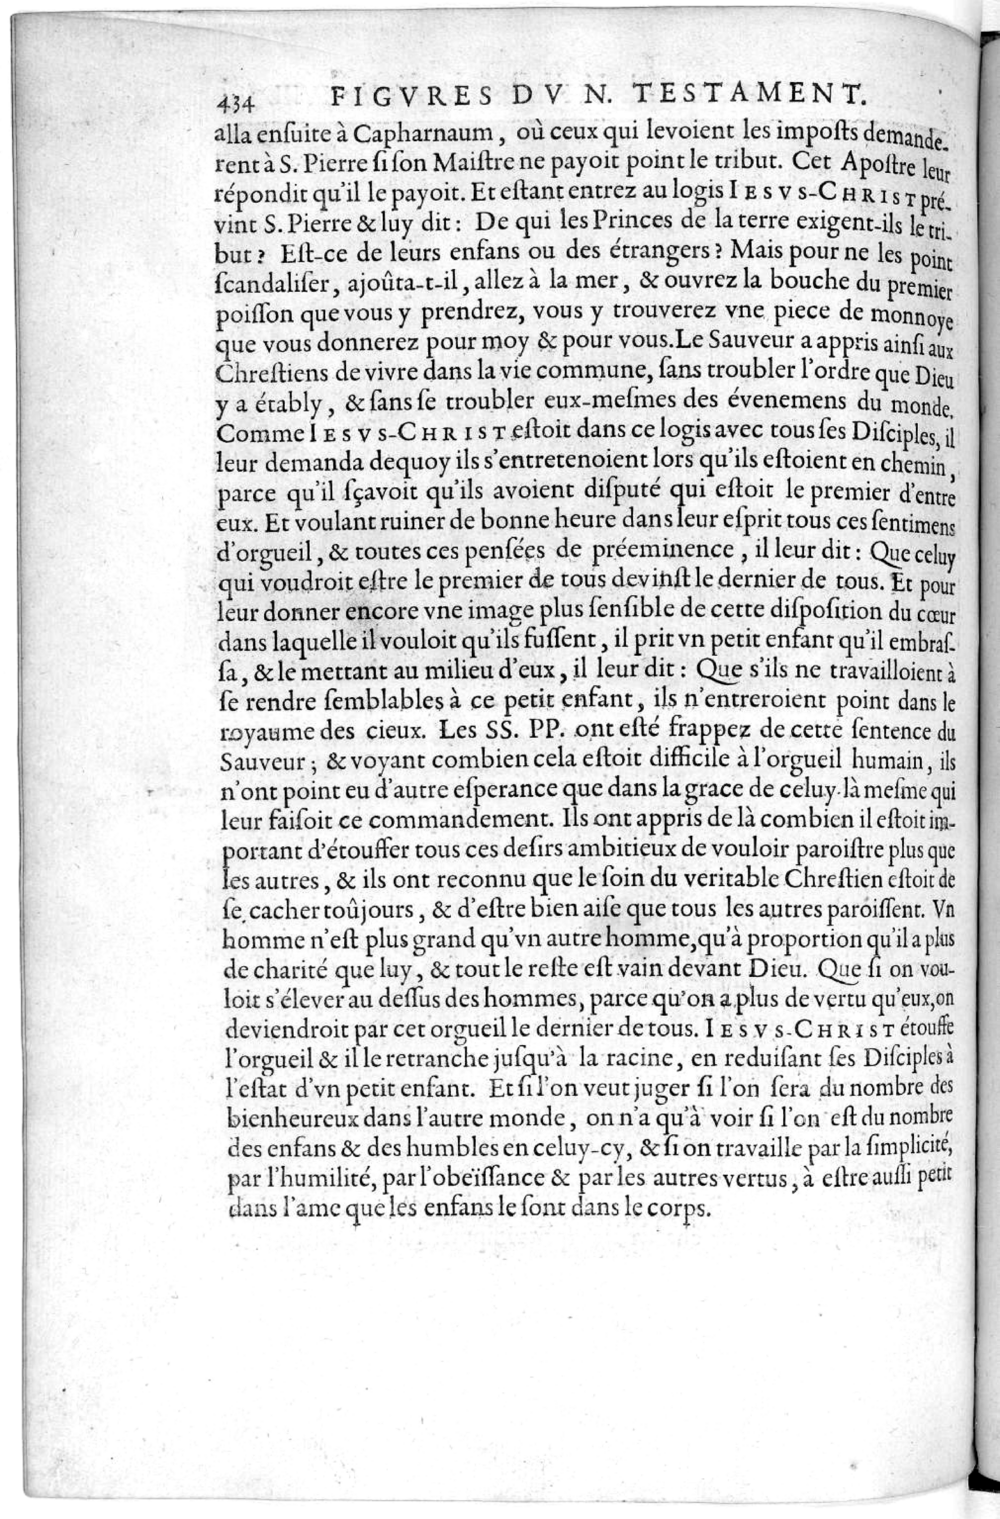 434 FIGVRES DV N. TESTAMENT.
alla enſuite à Capharnaum, où ceux qui levoient les impoſts demande-
rent à S. Pierre ſi ſon Maiſtre ne payoit point le tribut. Cet Apoſtre leur
répondit qu'il le payoit. Et eſtant entrez au logis IESVS-CHRIST pré-
vint S. Pierre & luy dit : De qui les Princes de la terre exigent-ils le tri-
but ? Eſt-ce de leurs enfans ou des étrangers ? Mais pour ne les point
ſcandaliſer, ajoûta-t-il, allez à la mer, & ouvrez la bouche du premier
poiſſon que vous y prendrez, vous y trouverez vne piece de monnoye
que vous donnerez pour moy & pour vous. Le Sauveur a appris ainſi aux
Chreſtiens de vivre dans la vie commune, ſans troubler l'ordre que Dieu
y a étably, & ſans ſe troubler eux-meſmes des évenemens du monde.
Comme IESVS-CHRIST eſtoit dans ce logis avec tous ſes Diſciples, il
leur demanda dequoy ils s'entretenoient lors qu'ils eſtoient en chemin,
parce qu'il ſçavoit qu'ils avoient diſputé qui eſtoit le premier d'entre
eux. Et voulant ruiner de bonne heure dans leur eſprit tous ces ſentimens
d'orgueil, & toutes ces penſées de préeminence, il leur dit : Que celuy
qui voudroit eſtre le premier de tous devinſt le dernier de tous. Et pour
leur donner encore vne image plus ſenſible de cette diſpoſition du cœur
dans laquelle il vouloit qu'ils fuſſent, il prit vn petit enfant qu'il embraſ-
ſa, & le mettant au milieu d'eux, il leur dit : Que s'ils ne travailloient à
ſe rendre ſemblables à ce petit enfant, ils n'entreroient point dans le
royaume des cieux. Les SS. PP. ont eſté frappez de cette ſentence du
Sauveur ; & voyant combien cela eſtoit difficile à l'orgueil humain, ils
n'ont point eu d'autre eſperance que dans la grace de celuy-là meſme qui
leur faiſoit ce commandement. Ils ont appris de là combien il eſtoit im-
portant d'étouffer tous ces deſirs ambitieux de vouloir paroiſtre plus que
les autres, & ils ont reconnu que le ſoin du veritable Chreſtien eſtoit de
ſe cacher toûjours, & d'eſtre bien aiſe que tous les autres paroiſſent. Vn
homme n'eſt plus grand qu'vn autre homme, qu'à proportion qu'il a plus
de charité que luy, & tout le reſte eſt vain devant Dieu. Que ſi on vou-
loit s'élever au deſſus des hommes, parce qu'on a plus de vertu qu'eux, on
deviendroit par cet orgueil le dernier de tous. IESVS-CHRIST étouffe
l'orgueil & il le retranche juſqu'à la racine, en reduiſant ſes Diſciples à
l'eſtat d'vn petit enfant. Et ſi l'on veut juger ſi l'on ſera du nombre des
bienheureux dans l'autre monde, on n'a qu'à voir ſi l'on eſt du nombre
des enfans & des humbles en celuy-cy, & ſi on travaille par la ſimplicité,
par l'humilité, par l'obeïſſance & par les autres vertus, à eſtre auſſi petit
dans l'ame que les enfans le ſont dans le corps.